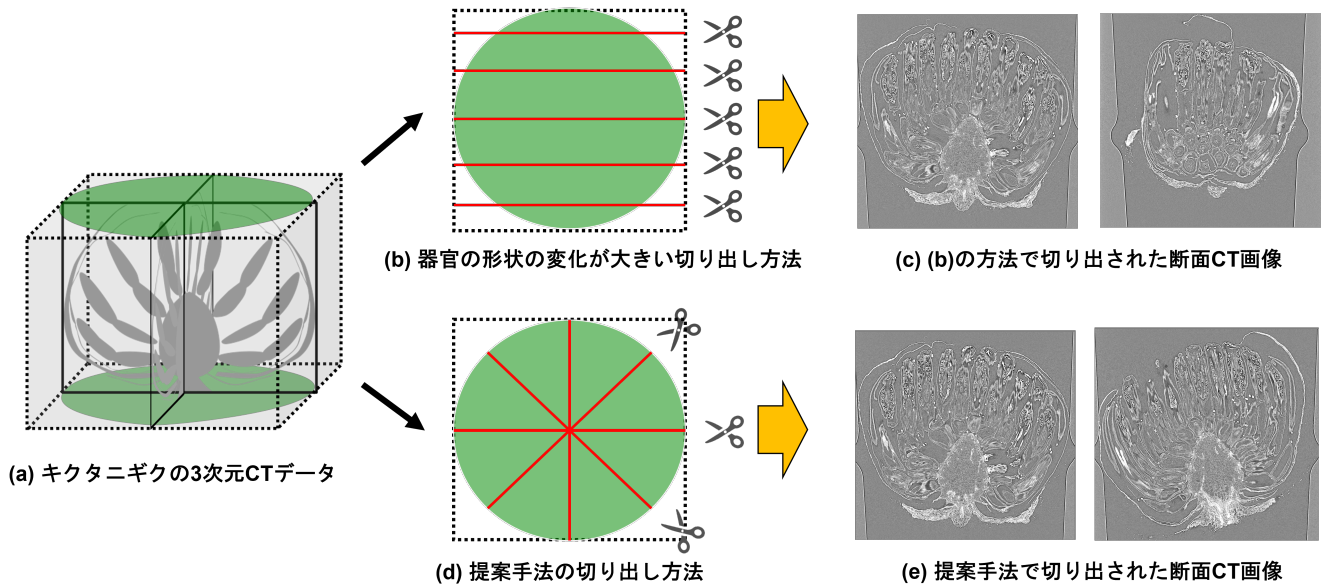 (b) 器官の形状の変化が大きい切り出し方法
(c) (b)の方法で切り出された断面CT画像
(a) キクタニギクの3次元CTデータ
(d) 提案手法の切り出し方法
(e) 提案手法で切り出された断面CT画像